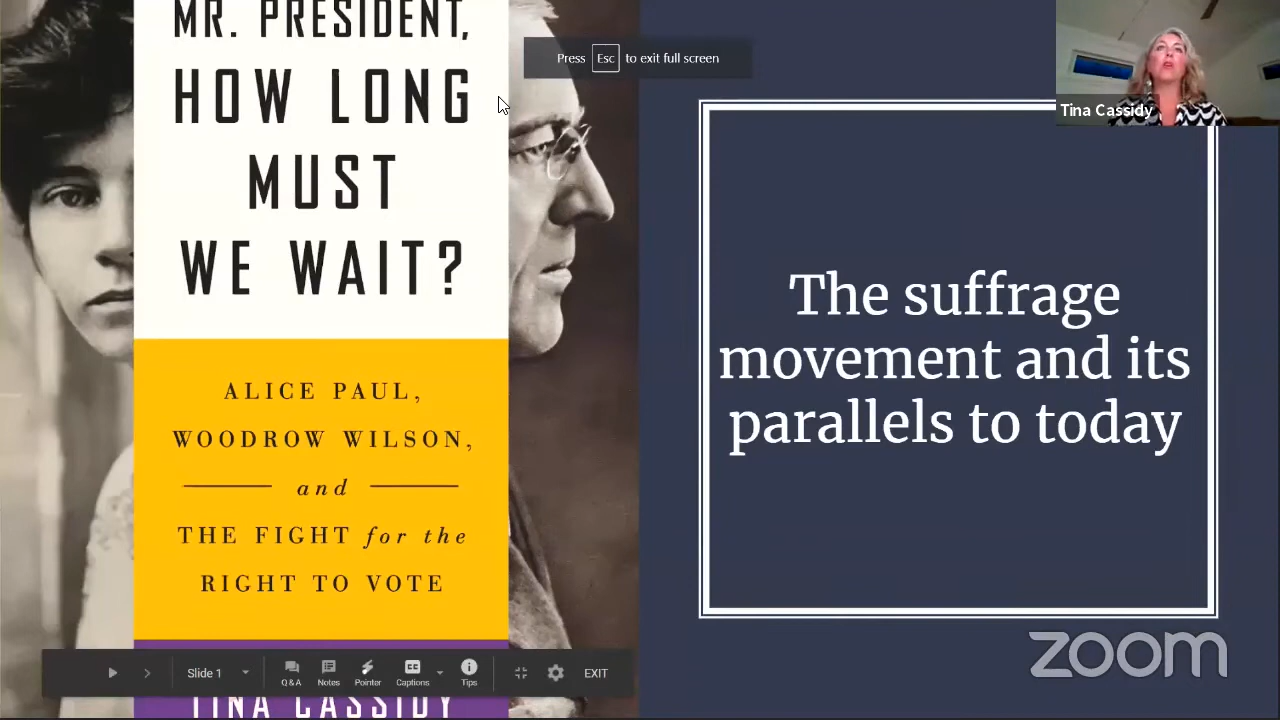 MR. PRESIDENT,
HOW LONG
MUST
WE WAIT?
ALICE PAUL,
WOODROW WILSON,
and
THE FIGHT for the
RIGHT TO VOTE
TINA CASSIDY
Press Esc to exit full screen
Tina Cassidy
The suffrage
movement and its
parallels to today
Slide 1
Q & A
Notes
Pointer
CC
Captions
Tips
EXIT
zoom